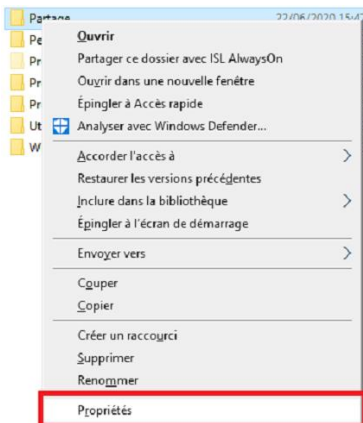 Partage 22/06/2020 15:47
Pe
Ouvrir
Pr
Partager ce dossier avec ISL AlwaysOn
Pr
Ouvrir dans une nouvelle fenêtre
Pr
Épingler à Accès rapide
Ut
Analyser avec Windows Defender...
W
Accorder l'accès à
Restaurer les versions précédentes
Inclure dans la bibliothèque
Épingler à l'écran de démarrage
Envoyer vers
Couper
Copier
Créer un raccourci
Supprimer
Renommer
Propriétés